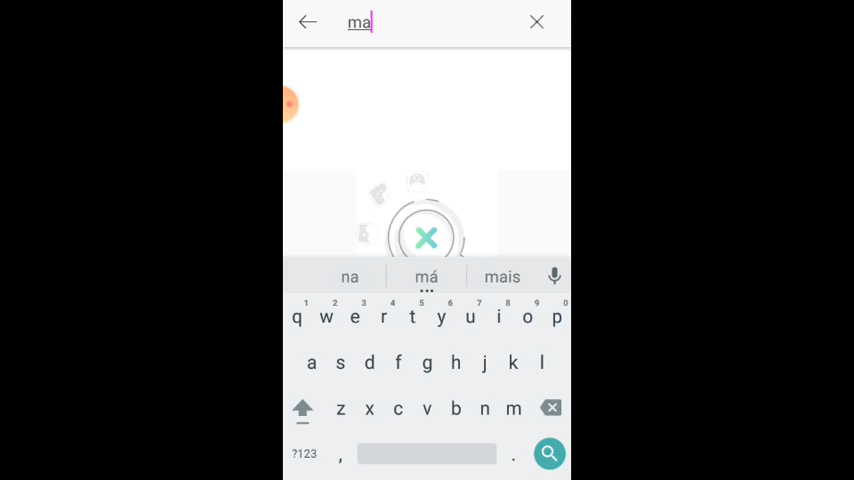 ma
na má mais
1 2 3 4 5 6 7 8 9 0
q w e r t y u i o p
a s d f g h j k l
z x c v b n m
?123 , .